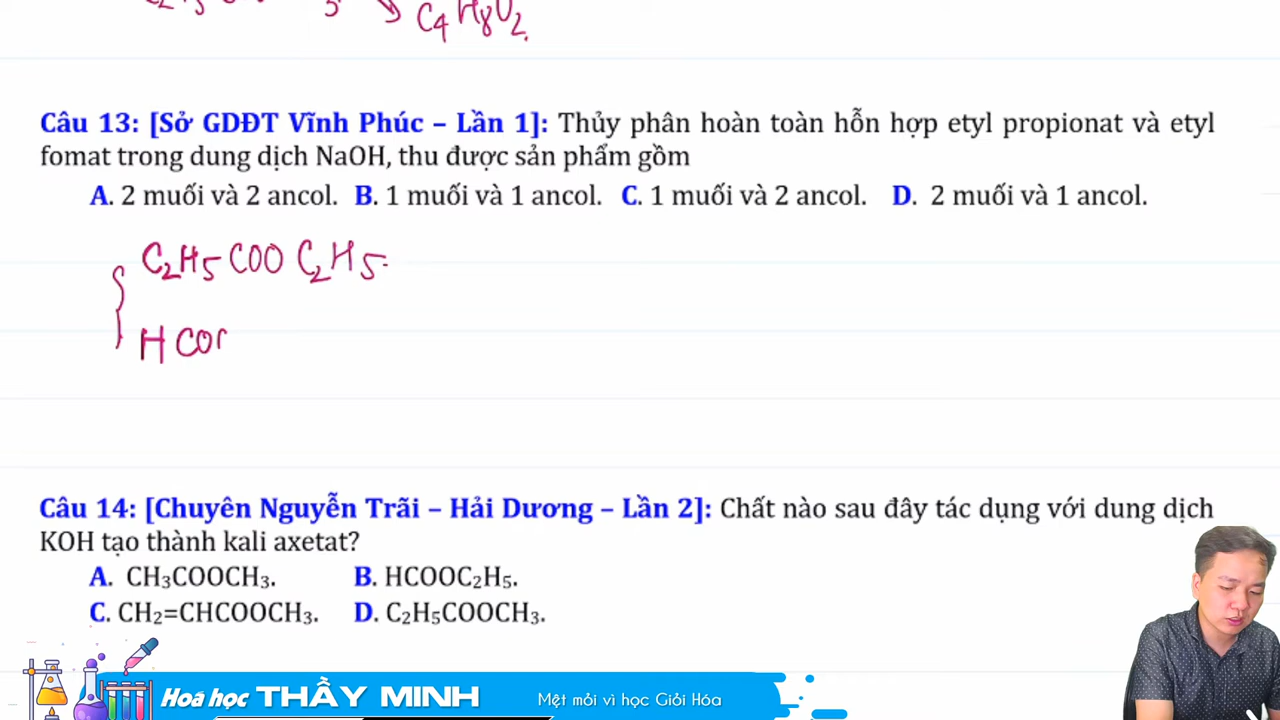 C4H8O2.
Câu 13: [Sở GDĐT Vĩnh Phúc – Lần 1]: Thủy phân hoàn toàn hỗn hợp etyl propionat và etyl
fomat trong dung dịch NaOH, thu được sản phẩm gồm
A. 2 muối và 2 ancol. B. 1 muối và 1 ancol. C. 1 muối và 2 ancol. D. 2 muối và 1 ancol.
C2H5COOC2H5.
HCO
Câu 14: [Chuyên Nguyễn Trãi – Hải Dương – Lần 2]: Chất nào sau đây tác dụng với dung dịch
KOH tạo thành kali axetat?
A. CH3COOCH3. B. HCOOC2H5.
C. CH2=CHCOOCH3. D. C2H5COOCH3.
Hoá học THẦY MINH Mệt mỏi vì học Giỏi Hóa